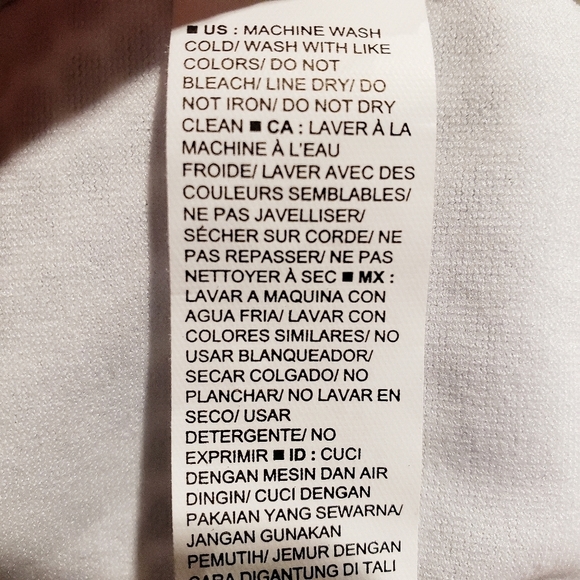 ■ US : MACHINE WASH
COLD/ WASH WITH LIKE
COLORS/ DO NOT
BLEACH/ LINE DRY/ DO
NOT IRON/ DO NOT DRY
CLEAN ■ CA : LAVER À LA
MACHINE À L'EAU
FROIDE/ LAVER AVEC DES
COULEURS SEMBLABLES/
NE PAS JAVELLISER/
SÉCHER SUR CORDE/ NE
PAS REPASSER/ NE PAS
NETTOYER À SEC ■ MX :
LAVAR A MAQUINA CON
AGUA FRIA/ LAVAR CON
COLORES SIMILARES/ NO
USAR BLANQUEADOR/
SECAR COLGADO/ NO
PLANCHAR/ NO LAVAR EN
SECO/ USAR
DETERGENTE/ NO
EXPRIMIR ■ ID : CUCI
DENGAN MESIN DAN AIR
DINGIN/ CUCI DENGAN
PAKAIAN YANG SEWARNA/
JANGAN GUNAKAN
PEMUTIH/ JEMUR DENGAN
CARA DIGANTUNG DI TALI